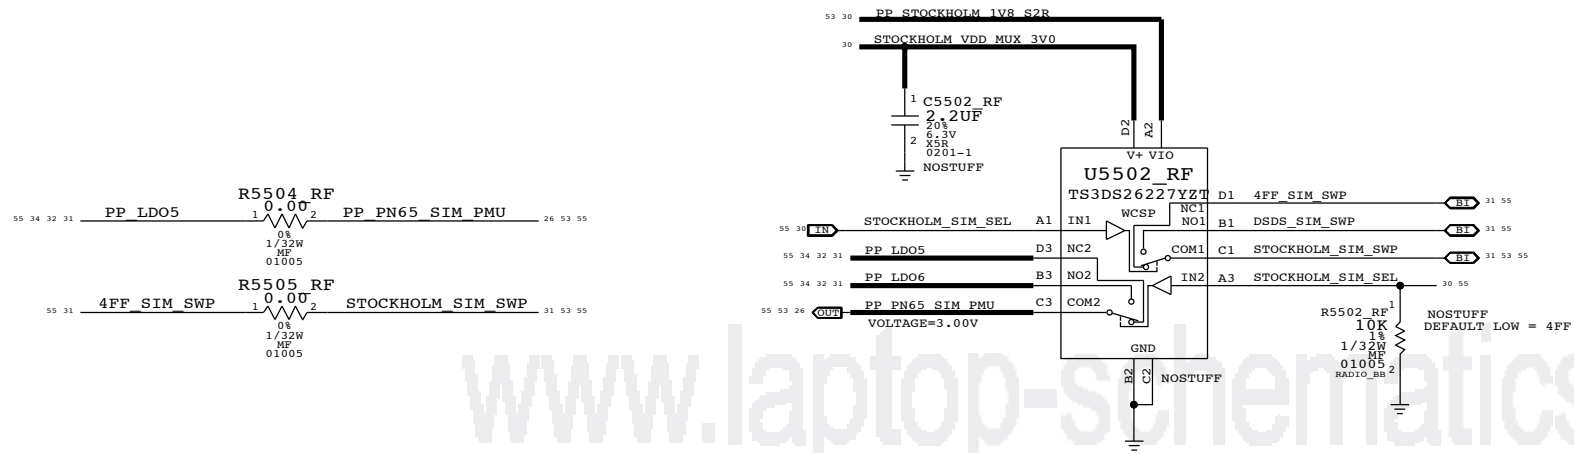 53 30 PP_STOCKHOLM_1V8_S2R
30 STOCKHOLM_VDD_MUX_3V0
1 C5502_RF
2.2UF
20%
6.3V
2 X5R
0201-1
NOSTUFF
D2 A2
V+ VIO
U5502_RF
TS3DS26227YZT
WCSP
R5504_RF
0.00
55 34 32 31 PP_LDO5 1 2 PP_PN65_SIM_PMU 26 53 55
0%
1/32W
MF
01005
R5505_RF
0.00
55 31 4FF_SIM_SWP 1 2 STOCKHOLM_SIM_SWP 31 53 55
0%
1/32W
MF
01005
NC1 D1 4FF_SIM_SWP BI 31 55
55 30 IN STOCKHOLM_SIM_SEL A1 IN1 NO1 B1 DSDS_SIM_SWP BI 31 55
55 34 32 31 PP_LDO5 D3 NC2 COM1 C1 STOCKHOLM_SIM_SWP BI 31 53 55
55 34 32 31 PP_LDO6 B3 NO2 IN2 A3 STOCKHOLM_SIM_SEL 30 55
55 53 26 OUT PP_PN65_SIM_PMU C3 COM2
VOLTAGE=3.00V
GND
B2 C2 NOSTUFF
R5502_RF 1
10K
1%
1/32W
MF
01005
RADIO_BB 2
NOSTUFF
DEFAULT LOW = 4FF
www.laptop-schematics